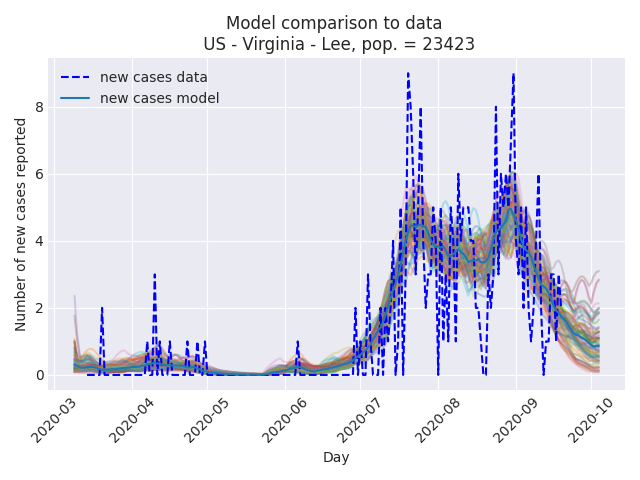 Model comparison to data
US - Virginia - Lee, pop. = 23423
new cases data
new cases model
Number of new cases reported
8
6
4
2
0
2020-03
2020-04
2020-05
2020-06
2020-07
2020-08
2020-09
2020-10
Day